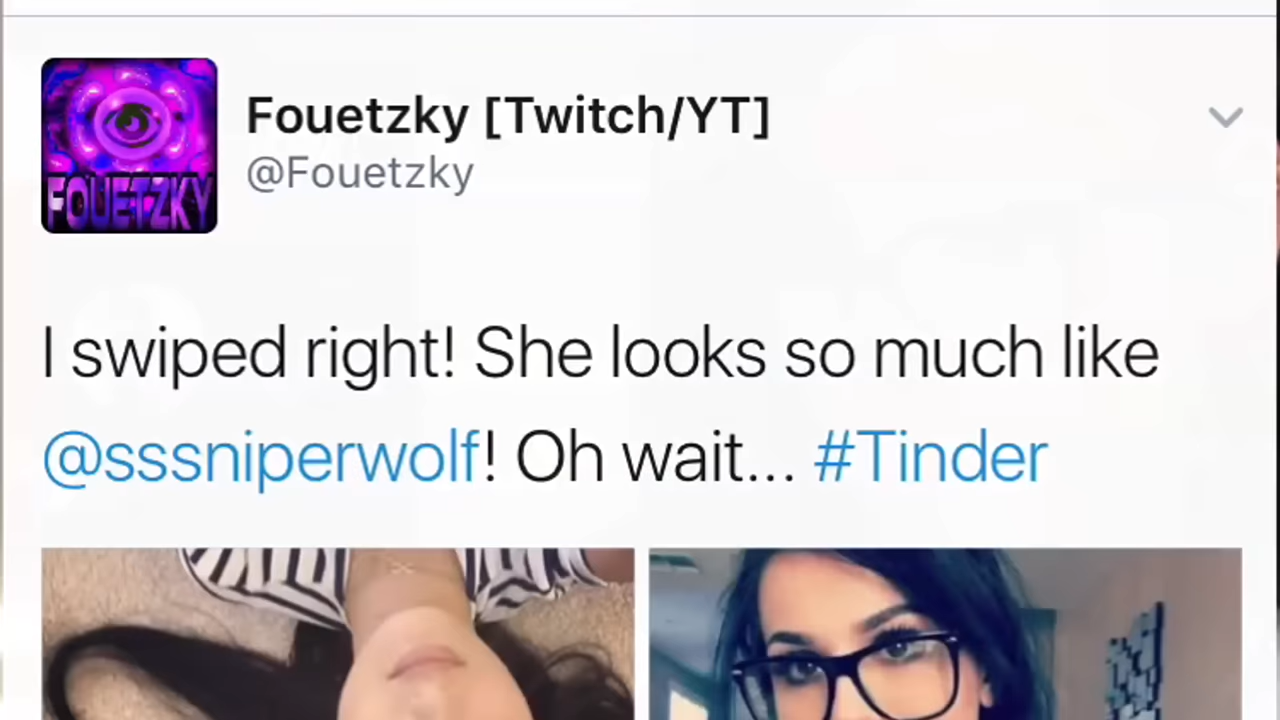 Fouetzky [Twitch/YT]
@Fouetzky
FOUETZKY
I swiped right! She looks so much like
@sssniperwolf! Oh wait... #Tinder